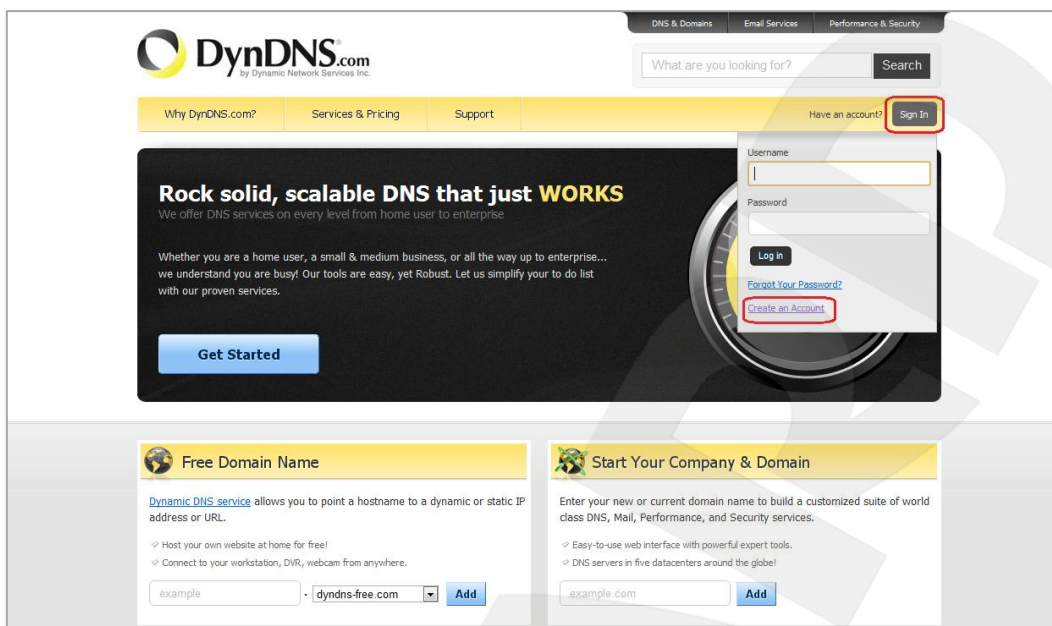 DNS & Domains Email Services Performance & Security
DynDNS.com
by Dynamic Network Services Inc.
What are you looking for? Search
Why DynDNS.com? Services & Pricing Support Have an account? Sign In
Username
Password
Log in
Forgot Your Password?
Create an Account
Rock solid, scalable DNS that just WORKS
We offer DNS services on every level from home user to enterprise
Whether you are a home user, a small & medium business, or all the way up to enterprise...
we understand you are busy! Our tools are easy, yet Robust. Let us simplify your to do list
with our proven services.
Get Started
Free Domain Name
Dynamic DNS service allows you to point a hostname to a dynamic or static IP
address or URL.
Host your own website at home for free!
Connect to your workstation, DVR, webcam from anywhere.
example . dyndns-free.com Add
Start Your Company & Domain
Enter your new or current domain name to build a customized suite of world
class DNS, Mail, Performance, and Security services.
Easy-to-use web interface with powerful expert tools.
DNS servers in five datacenters around the globe!
example.com Add